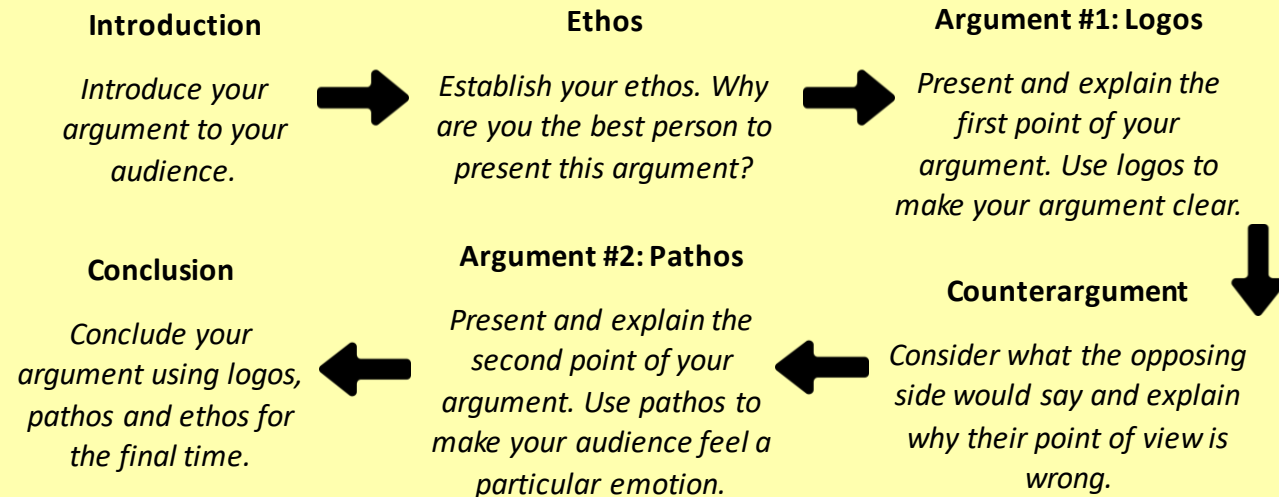 Introduction
Introduce your
argument to your
audience.
Ethos
Establish your ethos. Why
are you the best person to
present this argument?
Argument #1: Logos
Present and explain the
first point of your
argument. Use logos to
make your argument clear.
Counterargument
Consider what the opposing
side would say and explain
why their point of view is
wrong.
Argument #2: Pathos
Present and explain the
second point of your
argument. Use pathos to
make your audience feel a
particular emotion.
Conclusion
Conclude your
argument using logos,
pathos and ethos for
the final time.